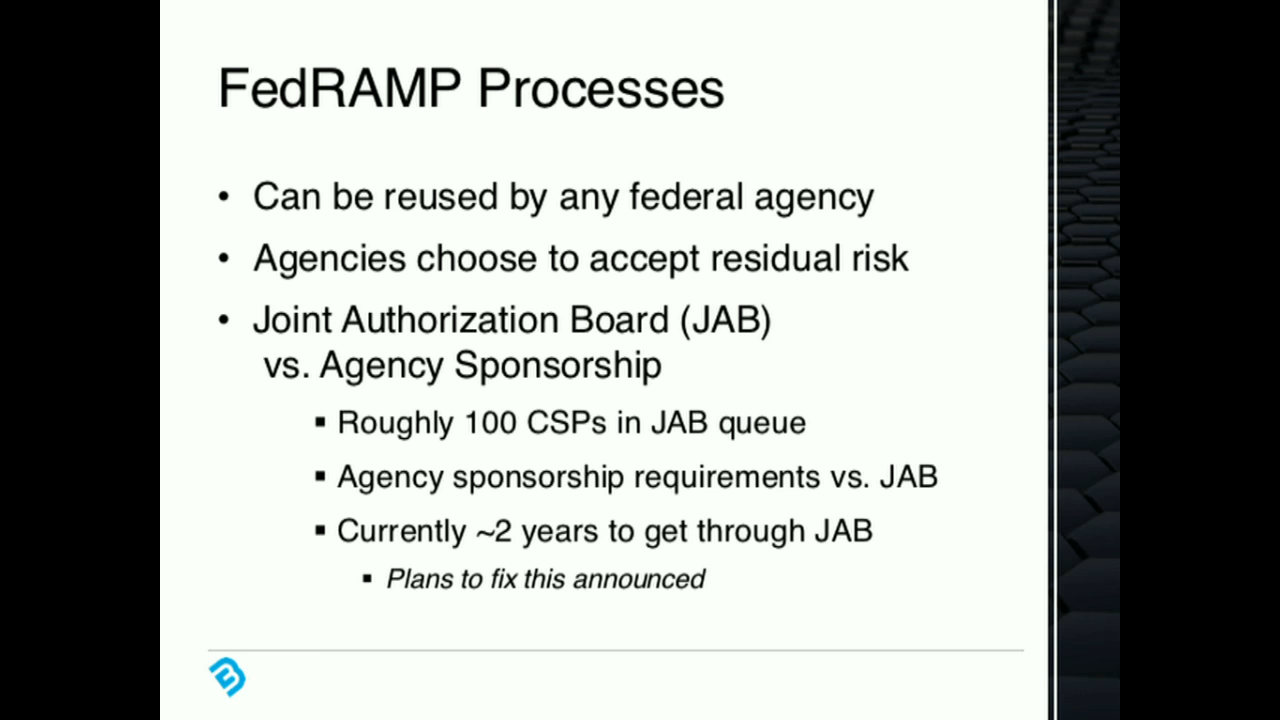 FedRAMP Processes
• Can be reused by any federal agency
• Agencies choose to accept residual risk
• Joint Authorization Board (JAB)
vs. Agency Sponsorship
▪ Roughly 100 CSPs in JAB queue
▪ Agency sponsorship requirements vs. JAB
▪ Currently ~2 years to get through JAB
▪ Plans to fix this announced